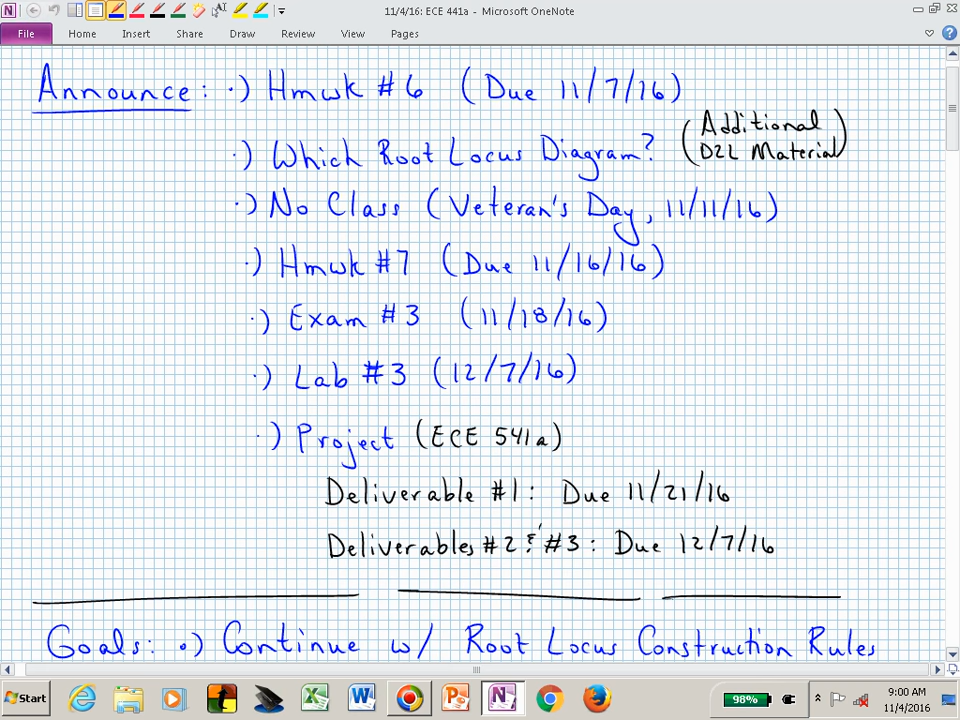 11/4/16: ECE 441a - Microsoft OneNote
File Home Insert Share Draw Review View Pages
Announce: •) Hmwk #6 (Due 11/7/16)
•) Which Root Locus Diagram? (Additional D2L Material)
•) No Class (Veteran's Day, 11/11/16)
•) Hmwk #7 (Due 11/16/16)
•) Exam #3 (11/18/16)
•) Lab #3 (12/7/16)
•) Project (ECE 541a)
Deliverable #1: Due 11/21/16
Deliverables #2 & #3: Due 12/7/16
Goals: •) Continue w/ Root Locus Construction Rules
Start
98%
9:00 AM
11/4/2016